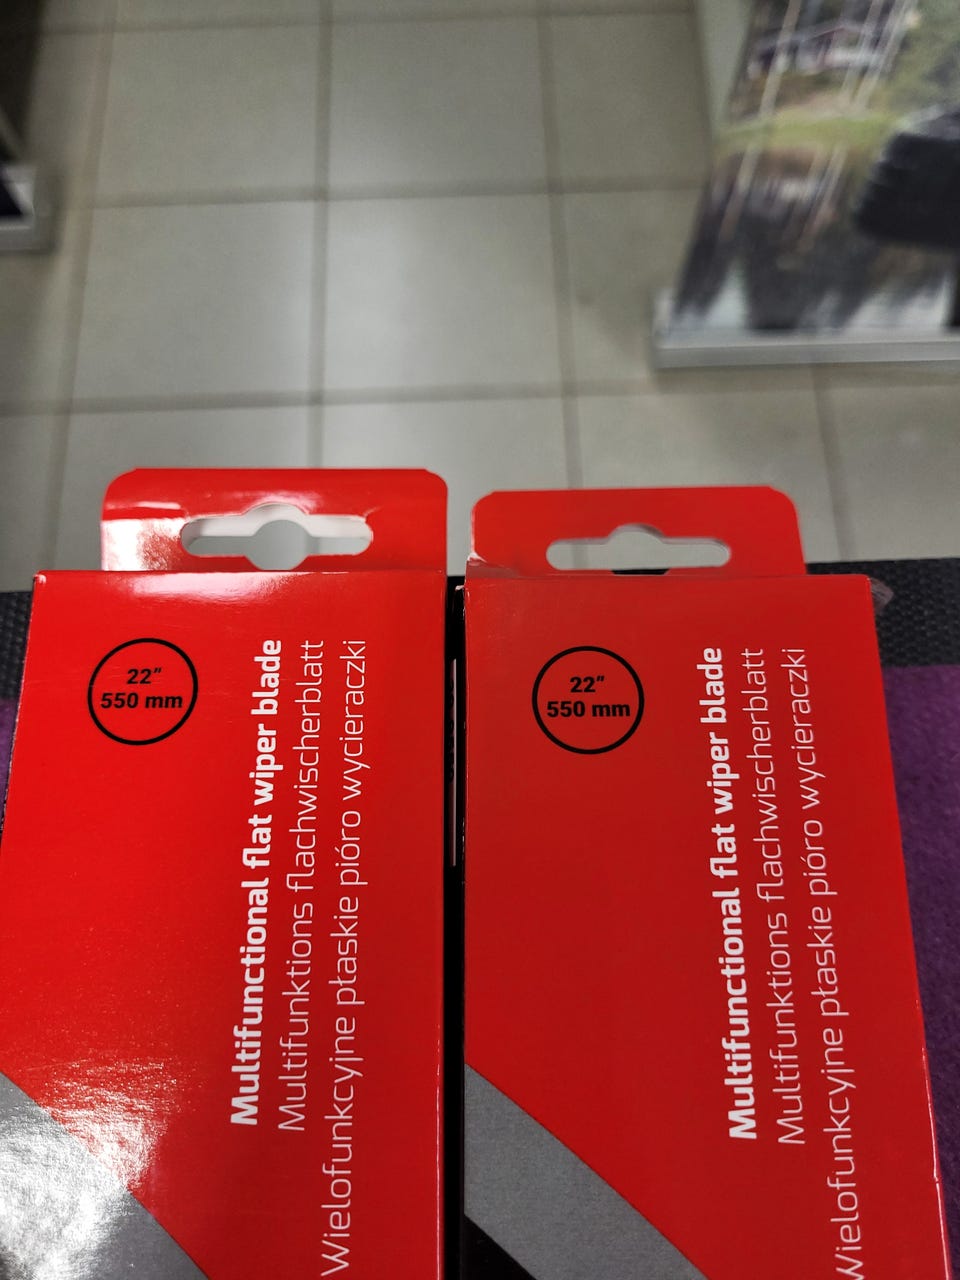 22"
550 mm
Multifunctional flat wiper blade
Multifunktions flachwischerblatt
Wielofunkcyjne płaskie pióro wycieraczki
22"
550 mm
Multifunctional flat wiper blade
Multifunktions flachwischerblatt
Wielofunkcyjne płaskie pióro wycieraczki